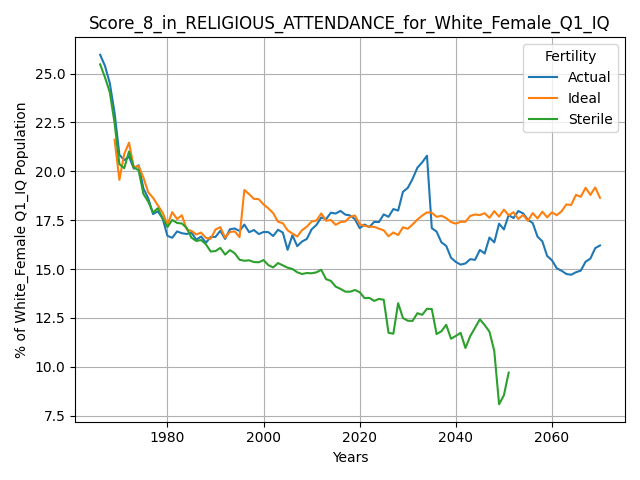 Score_8_in_RELIGIOUS_ATTENDANCE_for_White_Female_Q1_IQ
Fertility
Actual
Ideal
Sterile
% of White_Female Q1_IQ Population
25.0
22.5
20.0
17.5
15.0
12.5
10.0
7.5
1980
2000
2020
2040
2060
Years